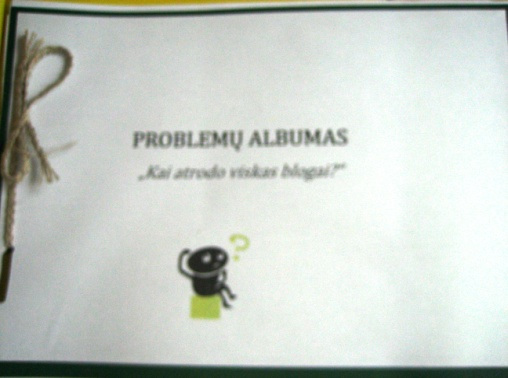 PROBLEMŲ ALBUMAS
„Kai atrodo viskas blogai?“
?